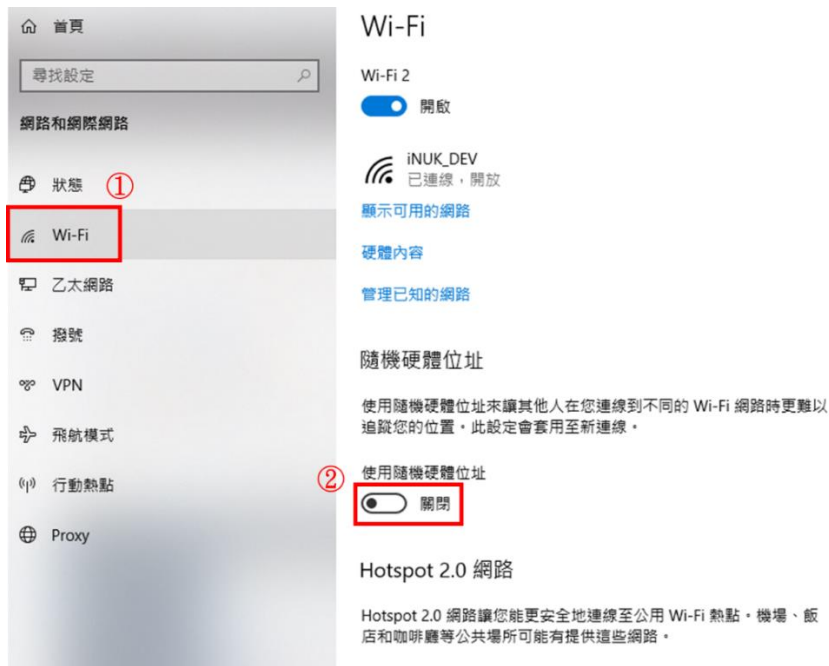 首頁
尋找設定
網路和網際網路
狀態
①
Wi-Fi
乙太網路
撥號
VPN
飛航模式
行動熱點
Proxy
Wi-Fi
Wi-Fi 2
開啟
iNUK_DEV
已連線，開放
顯示可用的網路
硬體內容
管理已知的網路
隨機硬體位址
使用隨機硬體位址來讓其他人在您連線到不同的 Wi-Fi 網路時更難以
追蹤您的位置。此設定會套用至新連線。
②
使用隨機硬體位址
關閉
Hotspot 2.0 網路
Hotspot 2.0 網路讓您能更安全地連線至公用 Wi-Fi 熱點。機場、飯
店和咖啡廳等公共場所可能有提供這些網路。